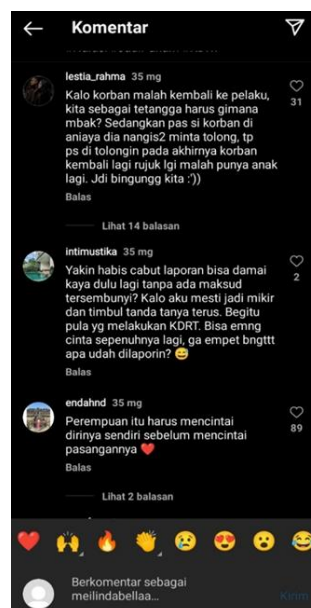 Komentar
lestia_rahma 35 mg
Kalo korban malah kembali ke pelaku,
kita sebagai tetangga harus gimana
mbak? Sedangkan pas si korban di
aniaya dia nangis2 minta tolong, tp
ps di tolongin pada akhirnya korban
kembali lagi rujuk lgi malah punya anak
lagi. Jdi bingungg kita :'))
31
Balas
Lihat 14 balasan
intimustika 35 mg
Yakin habis cabut laporan bisa damai
kaya dulu lagi tanpa ada maksud
tersembunyi? Kalo aku mesti jadi mikir
dan timbul tanda tanya terus. Begitu
pula yg melakukan KDRT. Bisa emng
cinta sepenuhnya lagi, ga empet bngttt
apa udah dilaporin? 😅
2
Balas
endahnd 35 mg
Perempuan itu harus mencintai
dirinya sendiri sebelum mencintai
pasangannya ❤️
89
Balas
Lihat 2 balasan
Berkomentar sebagai
meilindabellaa...
Kirim